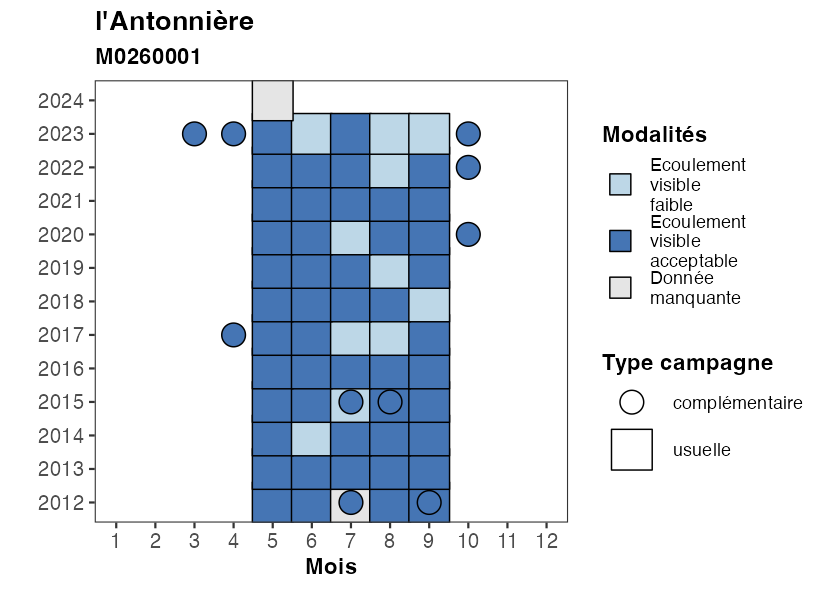 l'Antonnière
M0260001
2024
2023
2022
2021
2020
2019
2018
2017
2016
2015
2014
2013
2012
1 2 3 4 5 6 7 8 9 10 11 12
Mois
Modalités
Ecoulement
visible
faible
Ecoulement
visible
acceptable
Donnée
manquante
Type campagne
complémentaire
usuelle